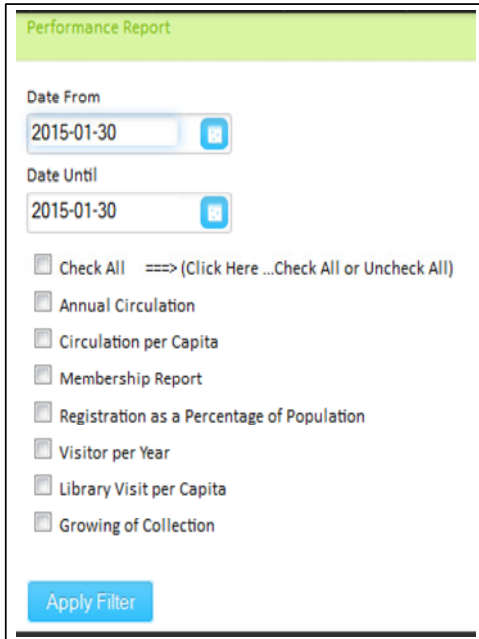 Performance Report
Date From
2015-01-30
Date Until
2015-01-30
Check All ===> (Click Here ...Check All or Uncheck All)
Annual Circulation
Circulation per Capita
Membership Report
Registration as a Percentage of Population
Visitor per Year
Library Visit per Capita
Growing of Collection
Apply Filter